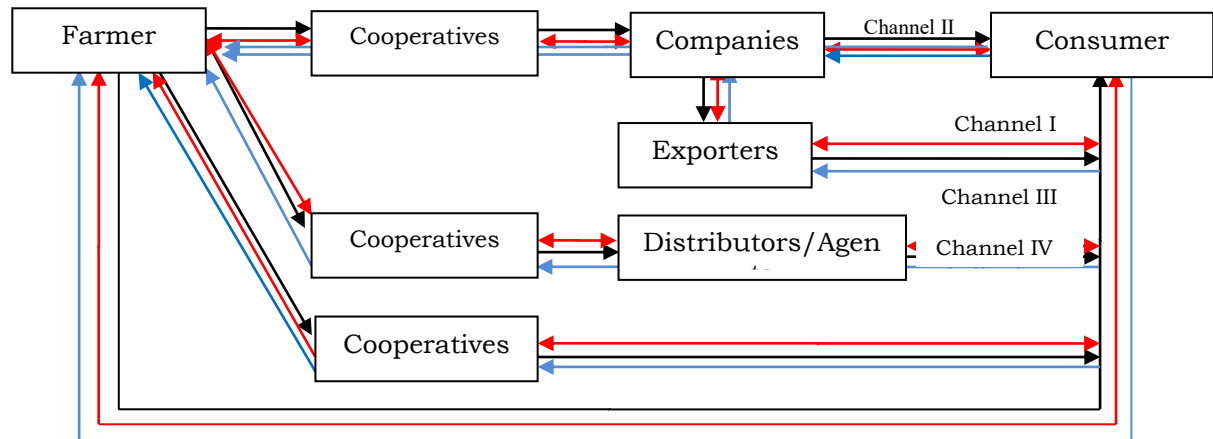 Farmer
Cooperatives
Companies
Channel II
Consumer
Exporters
Channel I
Channel III
Cooperatives
Distributors/Agen
Channel IV
Cooperatives